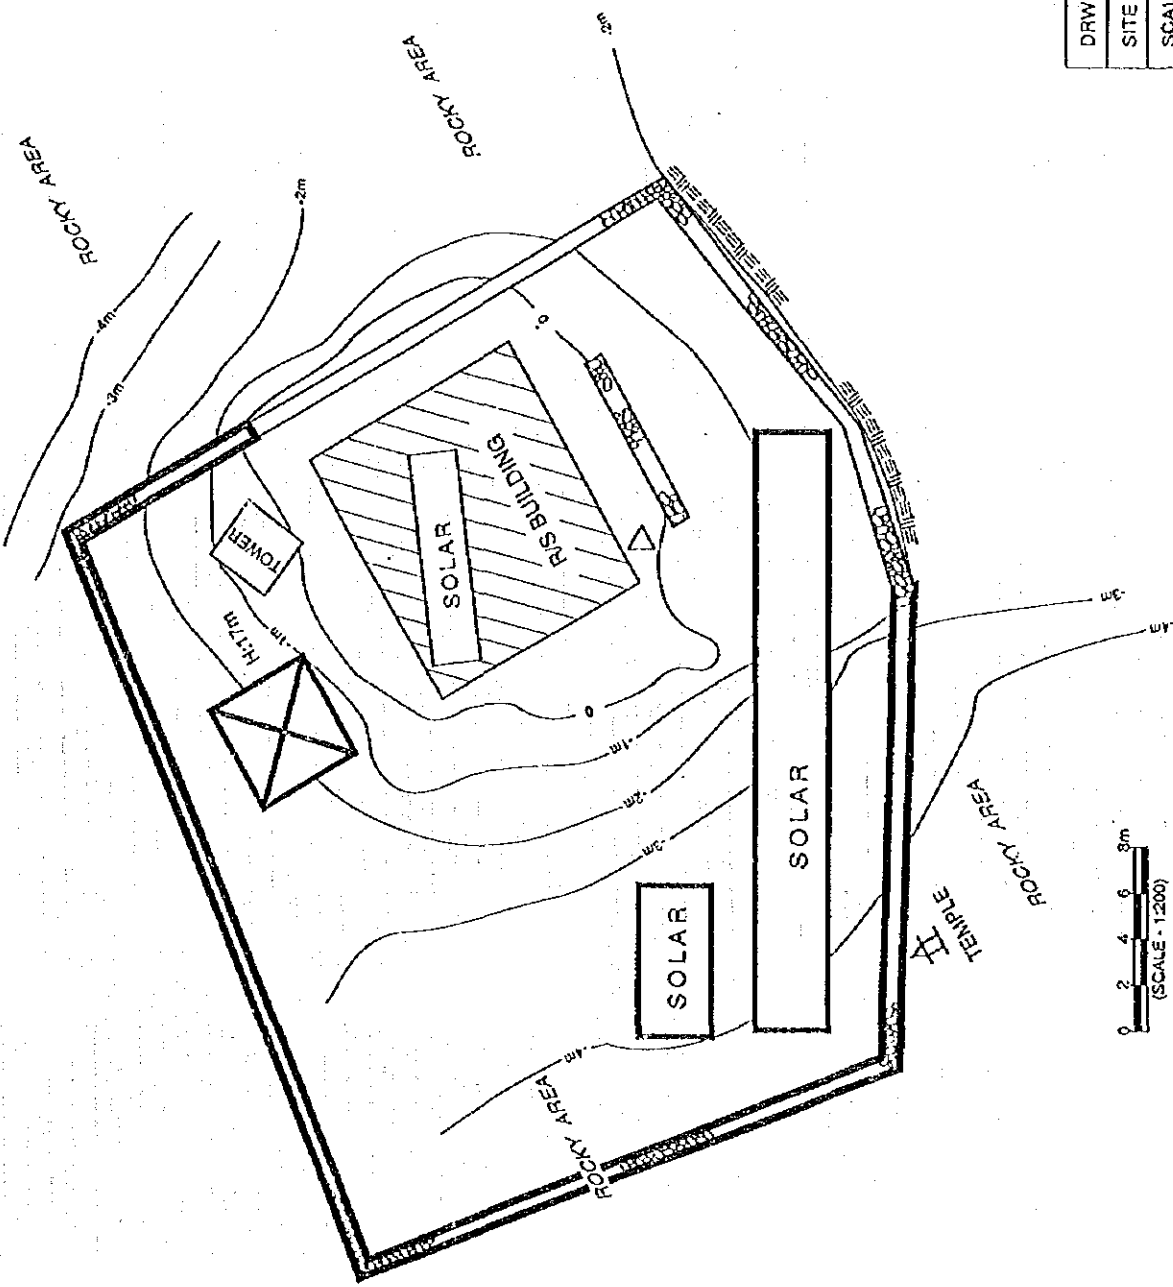 DRW
SITE
SCAL
-2m
ROCKY AREA
ROCKY AREA
-2m
-4m
-3m
0
TOWER
R/S BUILDING
SOLAR
H:17m
-1m
0
-1m
-2m
-3m
-3m
-4m
SOLAR
SOLAR
ROCKY AREA
TEMPLE
-4m
ROCKY AREA
0 2 4 6 8m
(SCALE - 1:200)